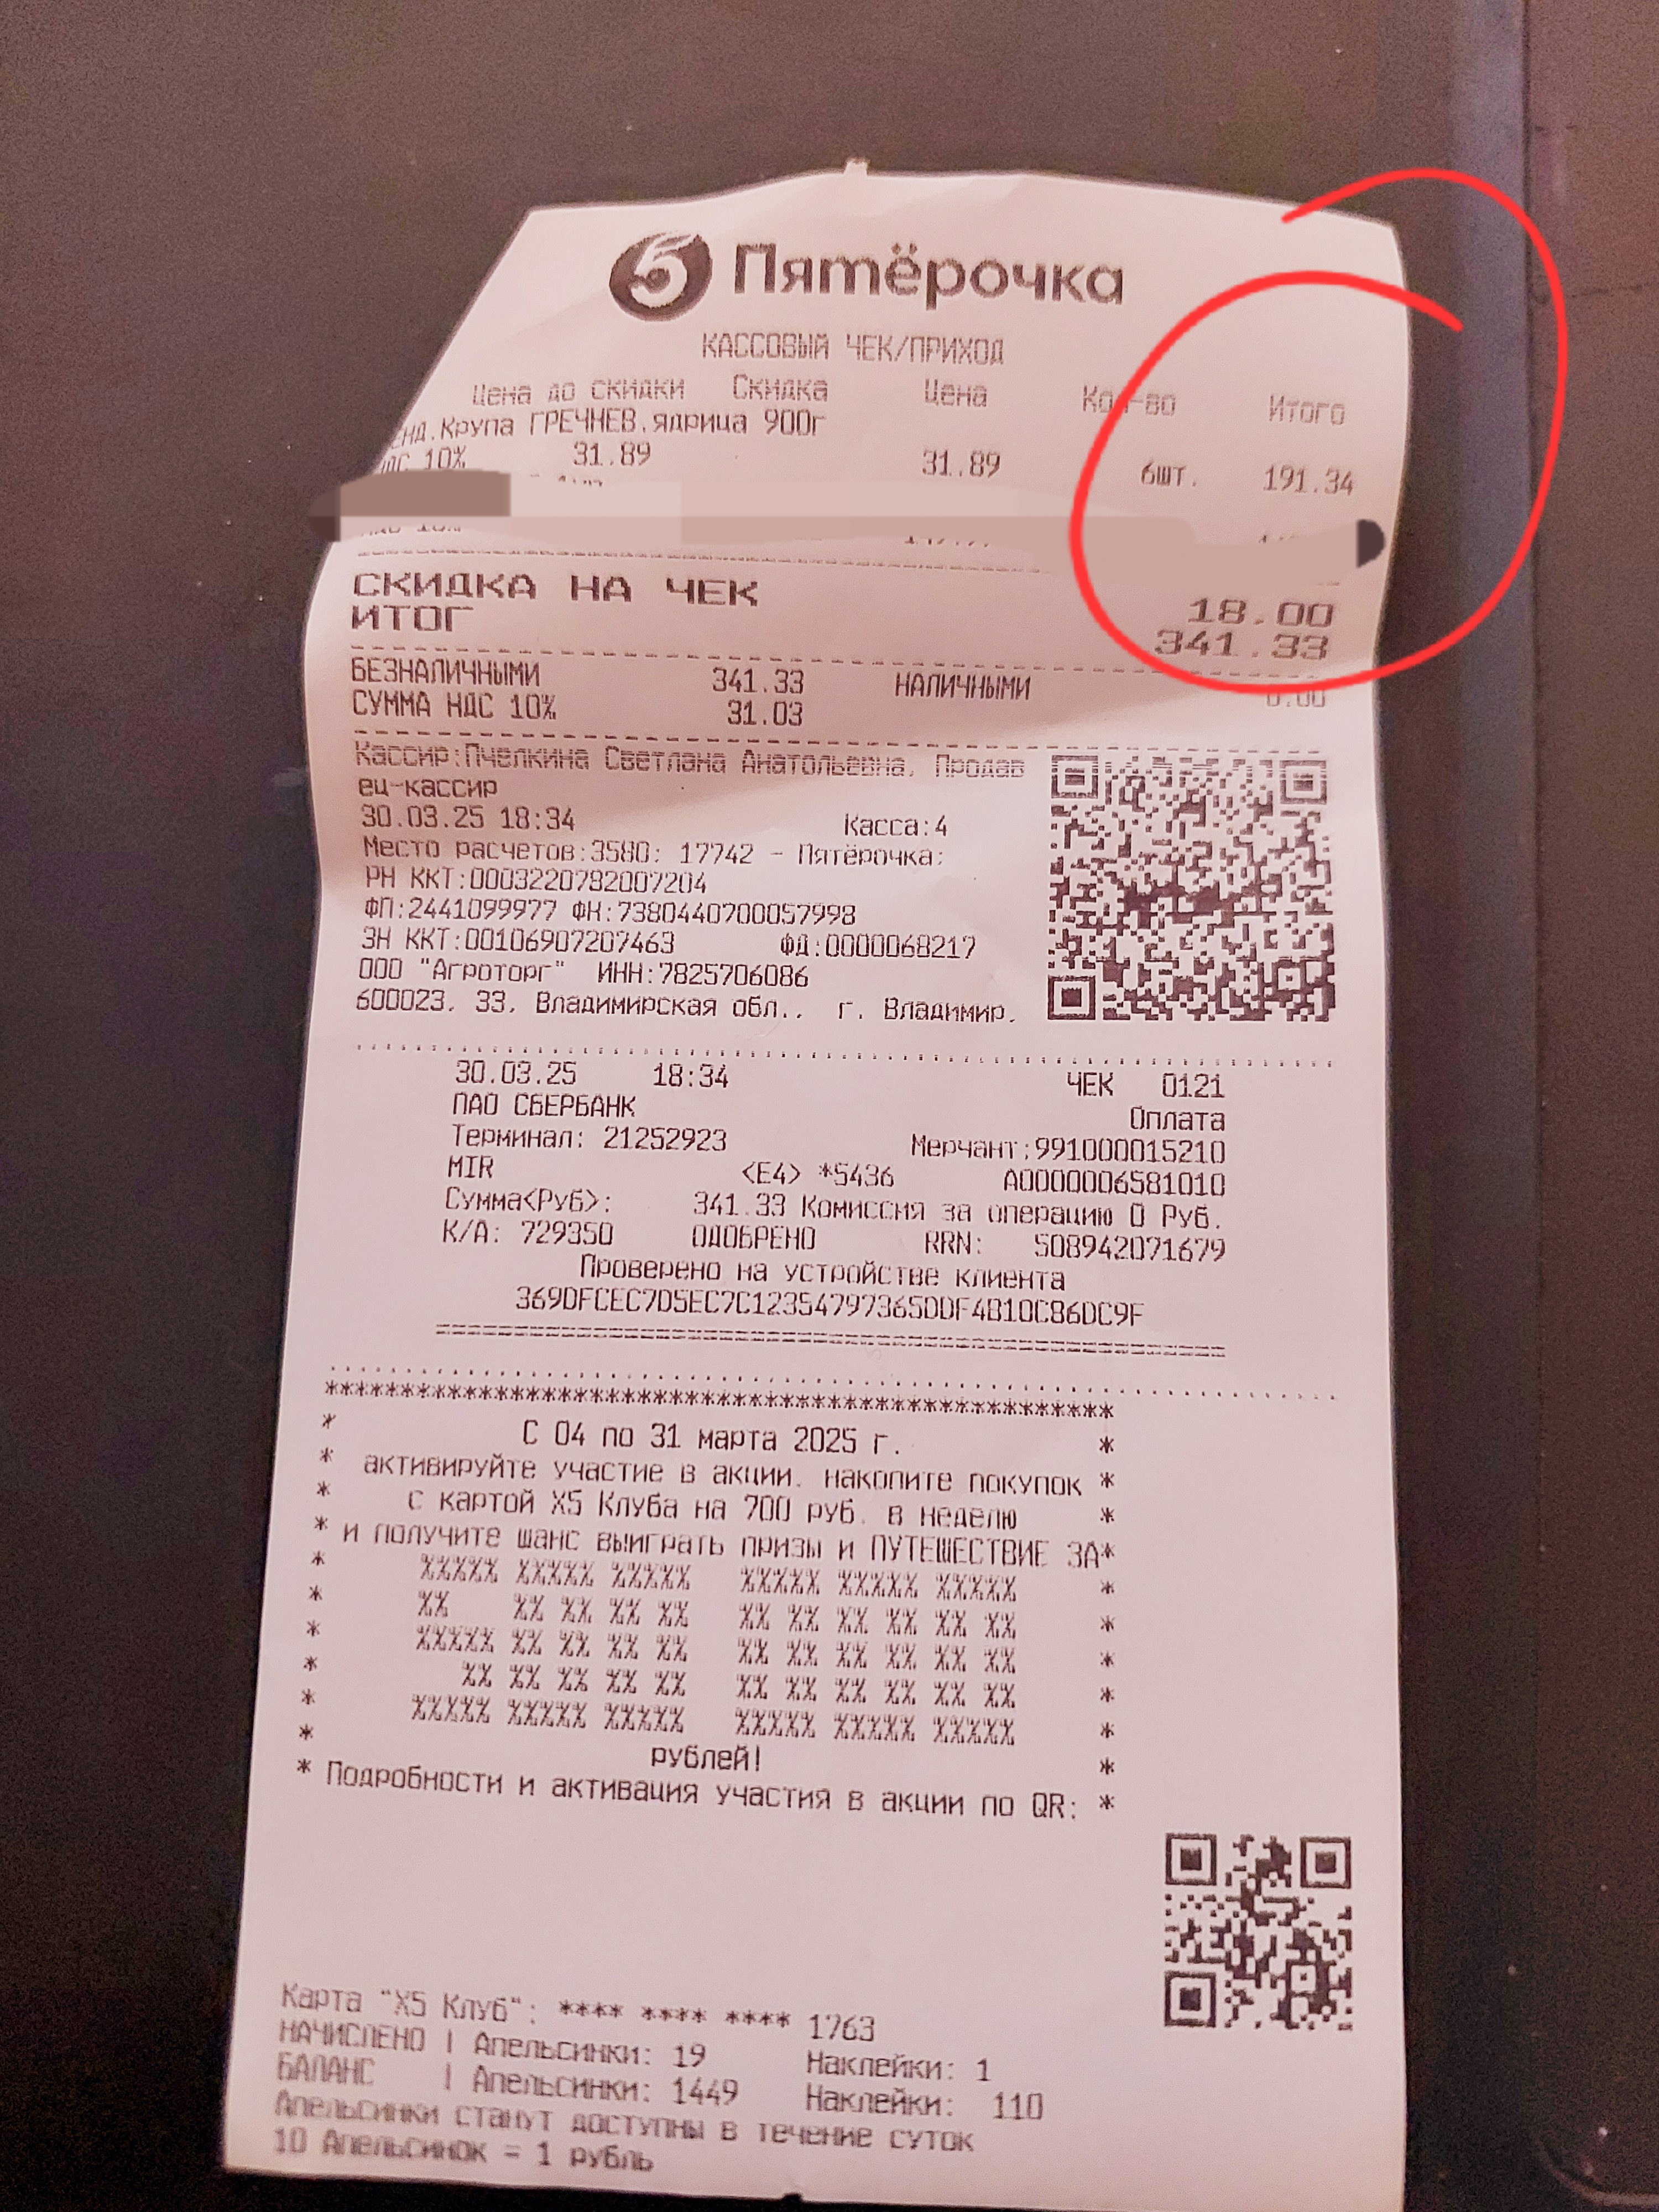 5 Пятёрочка
КАССОВЫЙ ЧЕК/ПРИХОД
Цена до скидки Скидка Цена Кол-во Итого
.Крупа ГРЕЧНЕВ.ядрица 900г
10% 31.89 31.89 6шт. 191.34
СКИДКА НА ЧЕК 18.00
ИТОГ 341.33
БЕЗНАЛИЧНЫМИ 341.33 НАЛИЧНЫМИ 0.00
СУММА НДС 10% 31.03
Кассир:Пчелкина Светлана Анатольевна, Продав
ец-кассир
30.03.25 18:34 Касса:4
Место расчетов:3580: 17742 - Пятёрочка;
РН ККТ:0003220782007204
ФП:2441099977 ФН:7380440700057998
ЗН ККТ:00106907207463 ФД:0000068217
ООО "Агроторг" ИНН:7825706086
600023, 33, Владимирская обл., г. Владимир,
30.03.25 18:34 ЧЕК 0121
ПАО СБЕРБАНК Оплата
Терминал: 21252923 Мерчант:991000015210
MIR <E4> *5436 A0000006581010
Сумма<Руб>: 341.33 Комиссия за операцию 0 Руб.
К/А: 729350 ОДОБРЕНО RRN: 508942071679
Проверено на устройстве клиента
369DFCEC7D5EC7C12354797365DDF4B10C86DC9F
С 04 по 31 марта 2025 г.
активируйте участие в акции, накопите покупок
с картой X5 Клуба на 700 руб. в неделю
и получите шанс выиграть призы и ПУТЕШЕСТВИЕ ЗА
500 000
рублей!
Подробности и активация участия в акции по QR:
Карта "X5 Клуб": **** **** **** 1763
НАЧИСЛЕНО | Апельсинки: 19 Наклейки: 1
БАЛАНС | Апельсинки: 1449 Наклейки: 110
Апельсинки станут доступны в течение суток
10 Апельсинок = 1 рубль